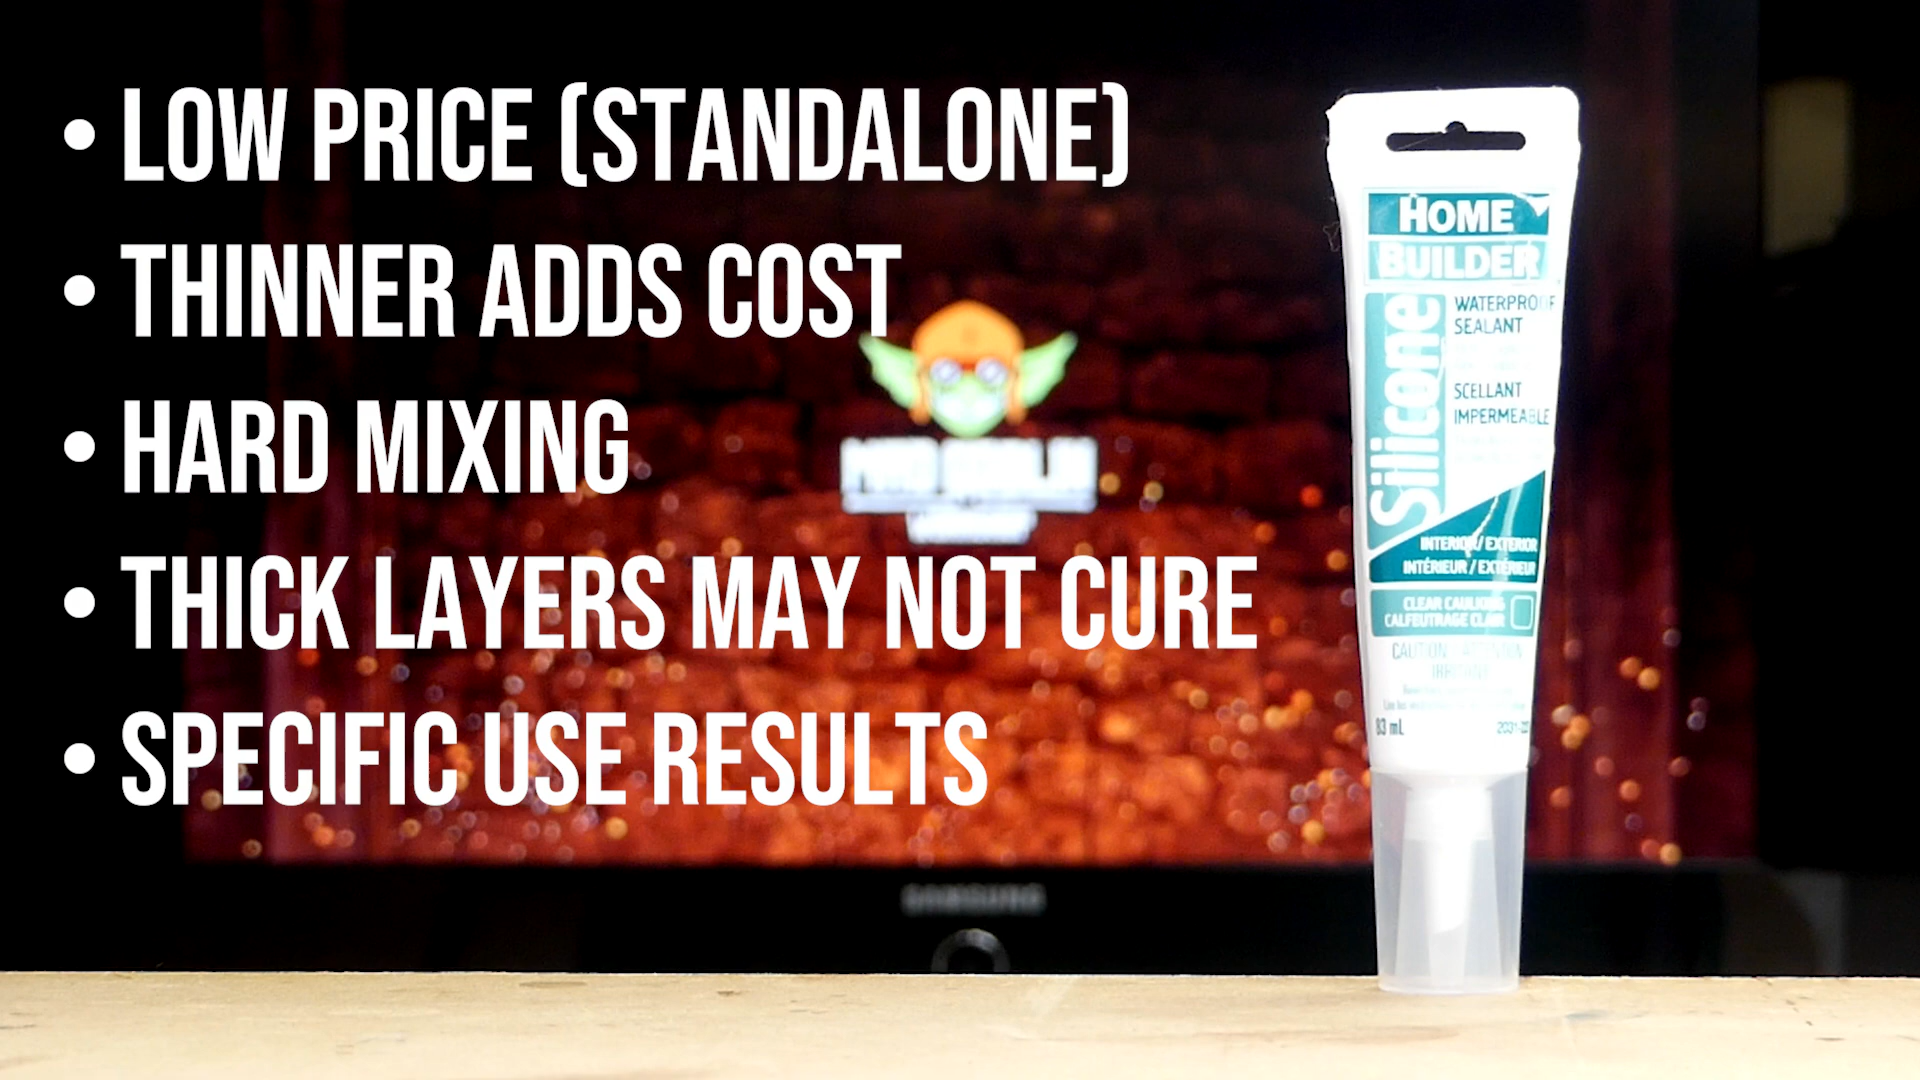 • LOW PRICE (STANDALONE)
• THINNER ADDS COST
• HARD MIXING
• THICK LAYERS MAY NOT CURE
• SPECIFIC USE RESULTS
HOME
BUILDER
Silicone
WATERPROOF
SEALANT
SCELLANT
IMPERMEABLE
INTERIOR / EXTERIOR
INTÉRIEUR / EXTÉRIEUR
CLEAR CAULKING
CALFEUTRAGE CLAIR
CAUTION
83 mL
SAMSUNG